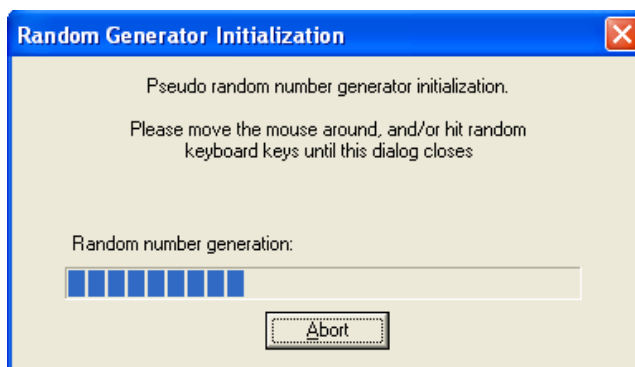 Random Generator Initialization
Pseudo random number generator initialization.
Please move the mouse around, and/or hit random
keyboard keys until this dialog closes
Random number generation:
Abort